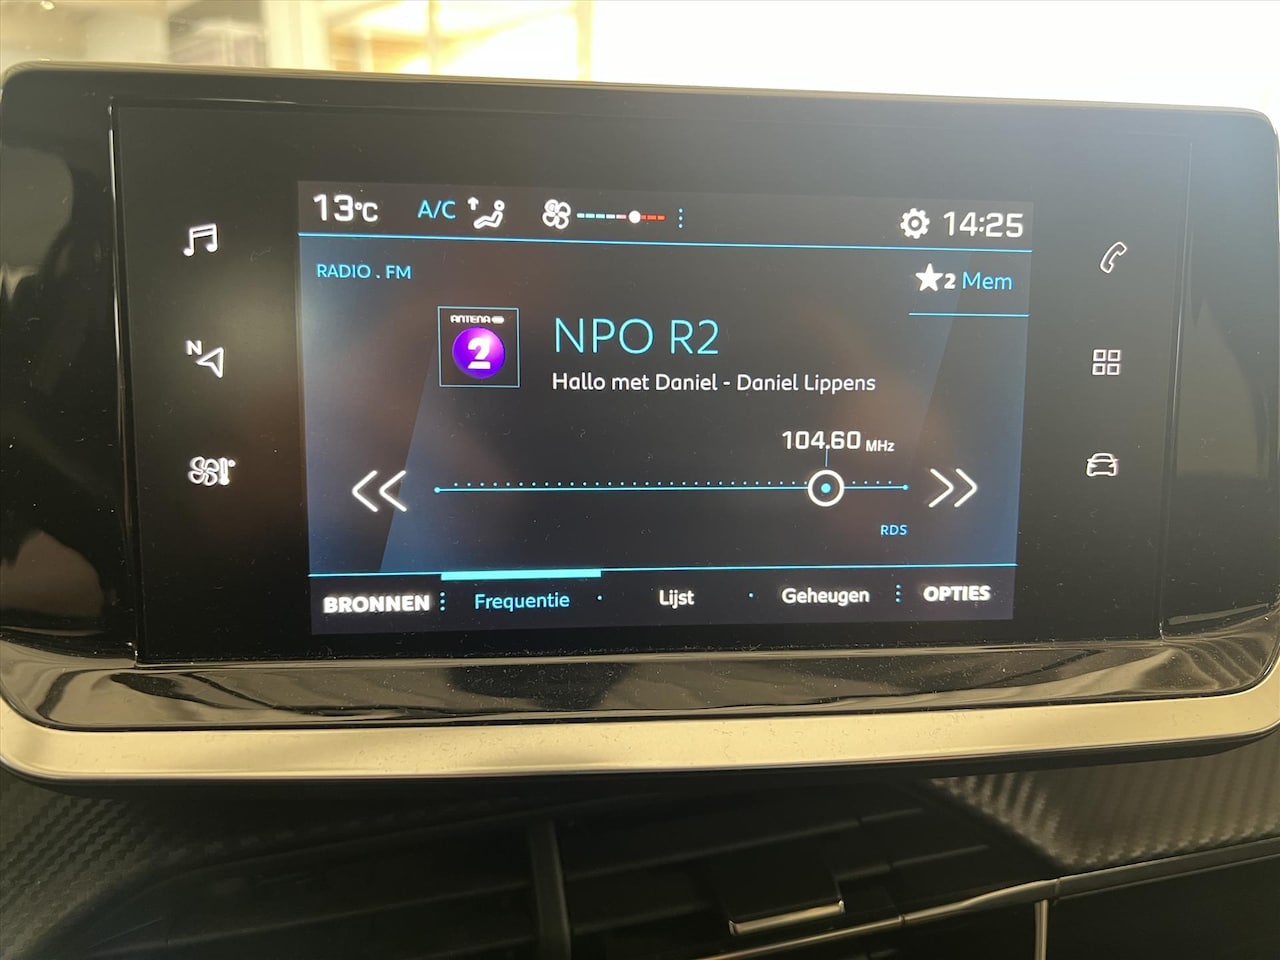 13°C A/C 14:25
RADIO . FM
2 Mem
ANTENA
2
NPO R2
Hallo met Daniel - Daniel Lippens
104.60 MHz
RDS
N
BRONNEN Frequentie · Lijst · Geheugen OPTIES